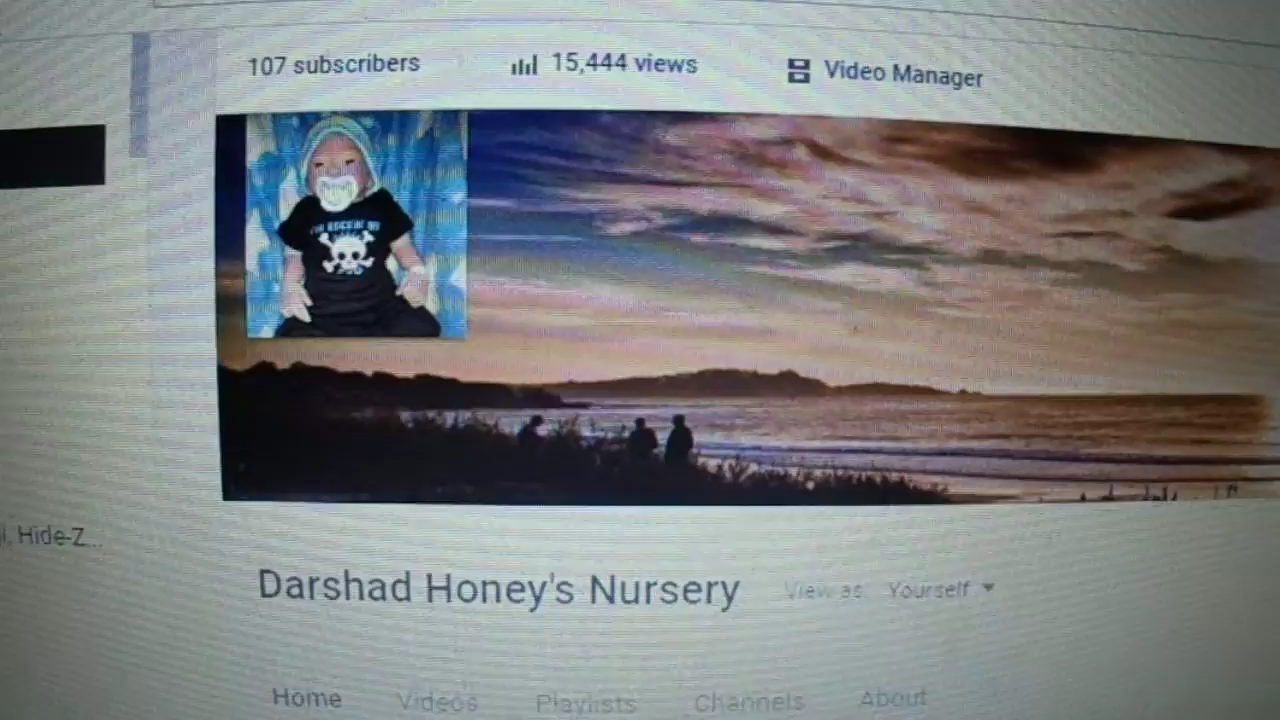 107 subscribers
15,444 views
Video Manager
Hide-Z...
Darshad Honey's Nursery
View as: Yourself
Home
Videos
Playlists
Channels
About